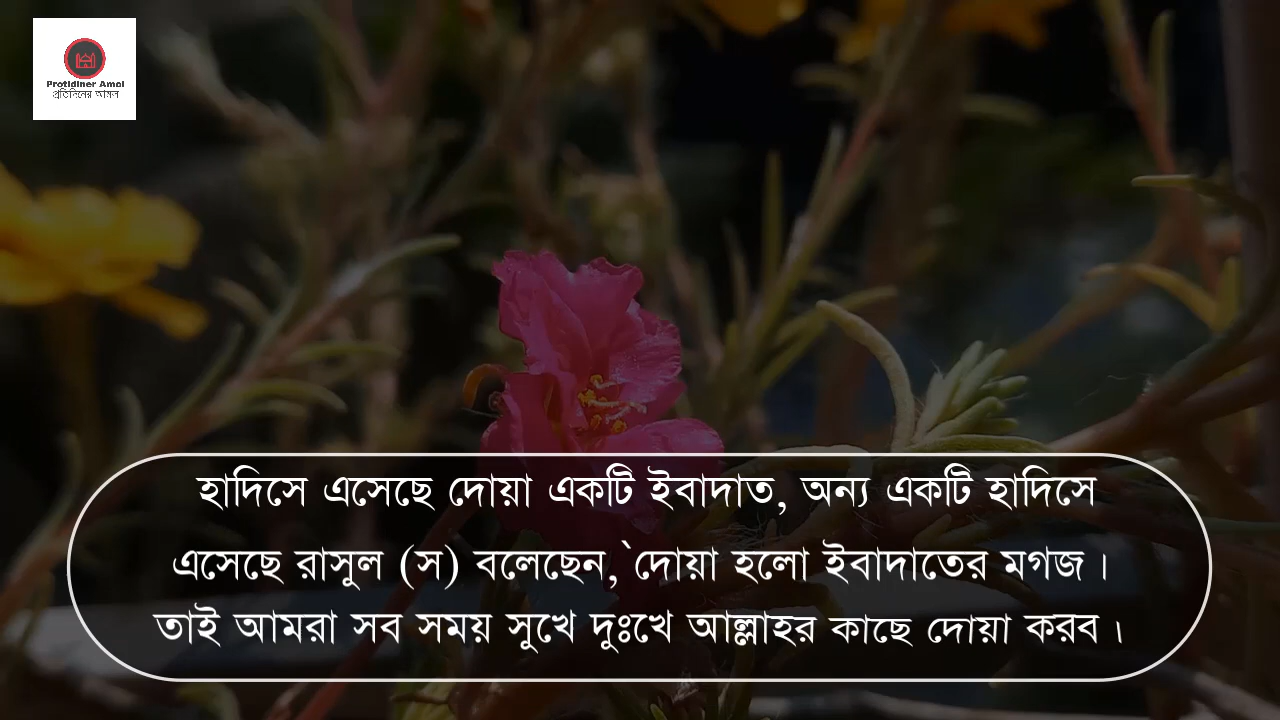 Protidiner Amol
প্রতিদিনের আমল
হাদিসে এসেছে দোয়া একটি ইবাদাত, অন্য একটি হাদিসে
এসেছে রাসুল (স) বলেছেন,`দোয়া হলো ইবাদাতের মগজ।
তাই আমরা সব সময় সুখে দুঃখে আল্লাহর কাছে দোয়া করব।